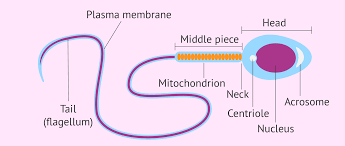 Plasma membrane
Head
Middle piece
Mitochondrion
Neck
Acrosome
Tail
(flagellum)
Centriole
Nucleus